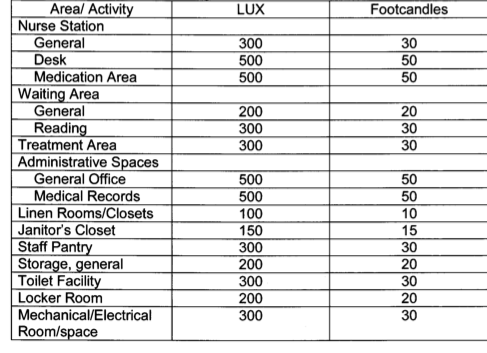 Area/ Activity LUX Footcandles
Nurse Station
General 300 30
Desk 500 50
Medication Area 500 50
Waiting Area
General 200 20
Reading 300 30
Treatment Area 300 30
Administrative Spaces
General Office 500 50
Medical Records 500 50
Linen Rooms/Closets 100 10
Janitor's Closet 150 15
Staff Pantry 300 30
Storage, general 200 20
Toilet Facility 300 30
Locker Room 200 20
Mechanical/Electrical 300 30
Room/space